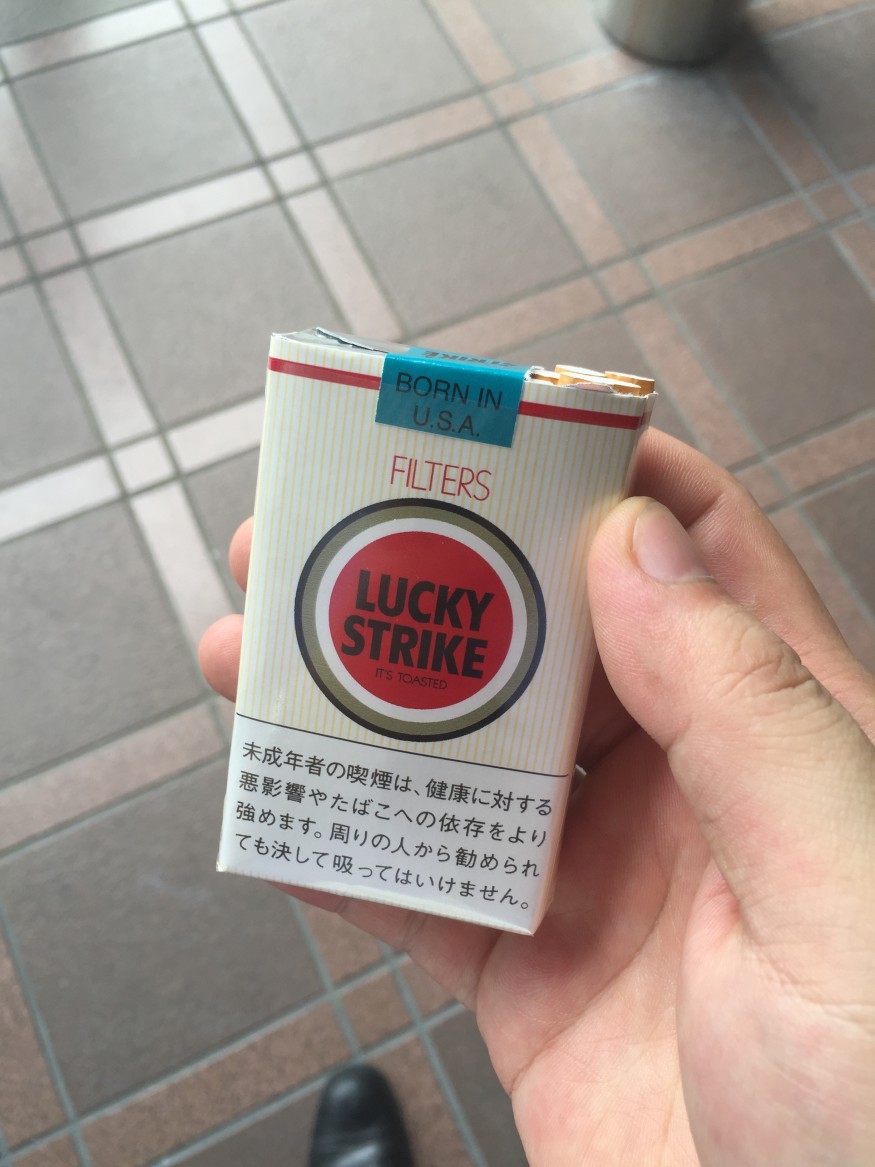 BORN IN
U.S.A.
FILTERS
LUCKY
STRIKE
IT'S TOASTED
未成年者の喫煙は、健康に対する
悪影響やたばこへの依存をより
強めます。周りの人から勧められ
ても決して吸ってはいけません。